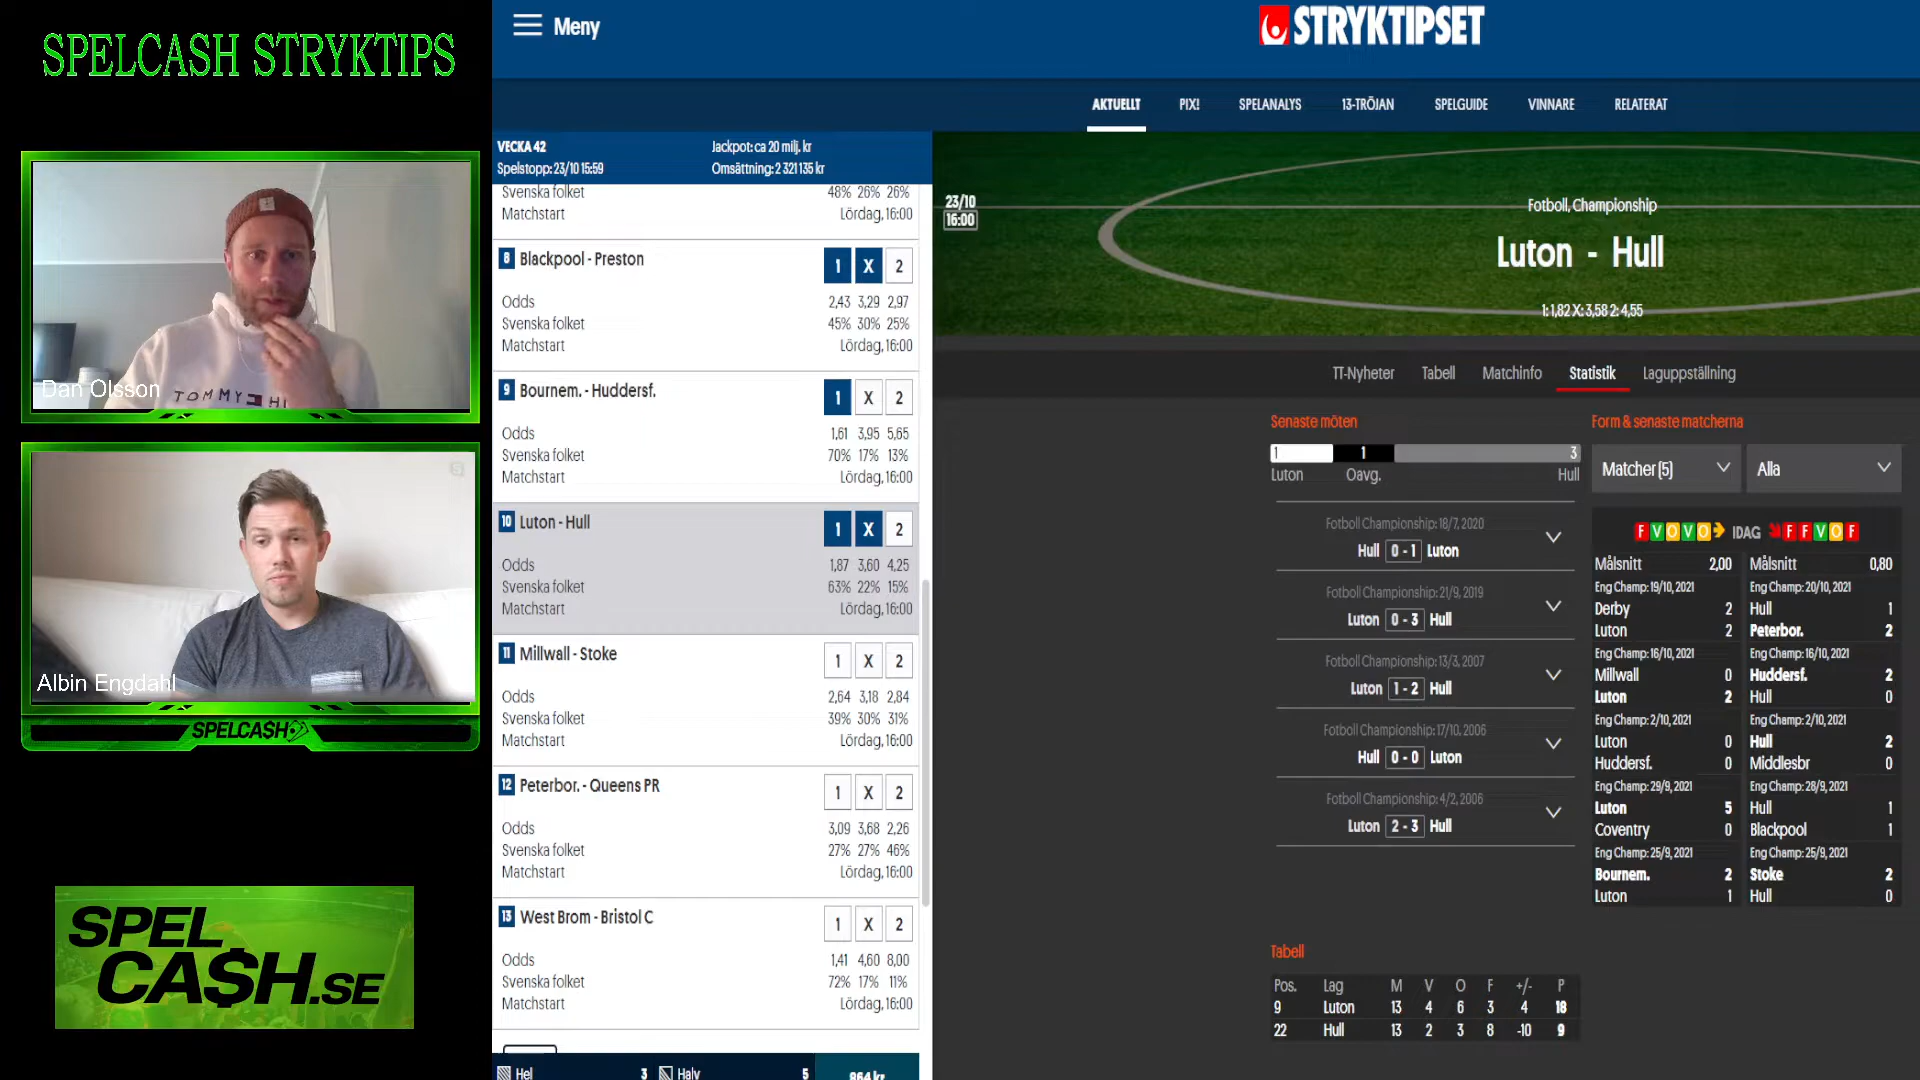 SPELCASH STRYKTIPS
Dan Olsson
TOMMY HI
Albin Engdahl
SPELCA$H
SPEL
CA$H.SE
Meny
STRYKTIPSET
AKTUELLT PIX! SPELANALYS 13-TRÖJAN SPELGUIDE VINNARE RELATERAT
VECKA 42 Jackpot: ca 20 milj. kr
Spelstopp: 23/10 15:59 Omsättning: 2 321 135 kr
Svenska folket 48% 26% 26%
Matchstart Lördag, 16:00
8 Blackpool - Preston 1 X 2
Odds 2,43 3,29 2,97
Svenska folket 45% 30% 25%
Matchstart Lördag, 16:00
9 Bournem. - Huddersf. 1 X 2
Odds 1,61 3,95 5,65
Svenska folket 70% 17% 13%
Matchstart Lördag, 16:00
10 Luton - Hull 1 X 2
Odds 1,87 3,60 4,25
Svenska folket 63% 22% 15%
Matchstart Lördag, 16:00
11 Millwall - Stoke 1 X 2
Odds 2,64 3,18 2,84
Svenska folket 39% 30% 31%
Matchstart Lördag, 16:00
12 Peterbor. - Queens PR 1 X 2
Odds 3,09 3,68 2,26
Svenska folket 27% 27% 46%
Matchstart Lördag, 16:00
13 West Brom - Bristol C 1 X 2
Odds 1,41 4,60 8,00
Svenska folket 72% 17% 11%
Matchstart Lördag, 16:00
Hel 3 Halv 5 864 kr
23/10
16:00
Fotboll, Championship
Luton - Hull
1: 1,82 X: 3,58 2: 4,55
TT-Nyheter Tabell Matchinfo Statistik Laguppställning
Senaste möten
1 1 3
Luton Oavg. Hull
Fotboll Championship: 18/7, 2020
Hull 0 - 1 Luton
Fotboll Championship: 21/9, 2019
Luton 0 - 3 Hull
Fotboll Championship: 13/3, 2007
Luton 1 - 2 Hull
Fotboll Championship: 17/10, 2006
Hull 0 - 0 Luton
Fotboll Championship: 4/2, 2006
Luton 2 - 3 Hull
Form & senaste matcherna
Matcher (5) Alla
F V O V O IDAG F F V O F
Målsnitt 2,00 Målsnitt 0,80
Eng Champ: 19/10, 2021 Eng Champ: 20/10, 2021
Derby 2 Hull 1
Luton 2 Peterbor. 2
Eng Champ: 16/10, 2021 Eng Champ: 16/10, 2021
Millwall 0 Huddersf. 2
Luton 2 Hull 0
Eng Champ: 2/10, 2021 Eng Champ: 2/10, 2021
Luton 0 Hull 2
Huddersf. 0 Middlesbr 0
Eng Champ: 29/9, 2021 Eng Champ: 28/9, 2021
Luton 5 Hull 1
Coventry 0 Blackpool 1
Eng Champ: 25/9, 2021 Eng Champ: 25/9, 2021
Bournem. 2 Stoke 2
Luton 1 Hull 0
Tabell
Pos. Lag M V O F +/- P
9 Luton 13 4 6 3 4 18
22 Hull 13 2 3 8 -10 9